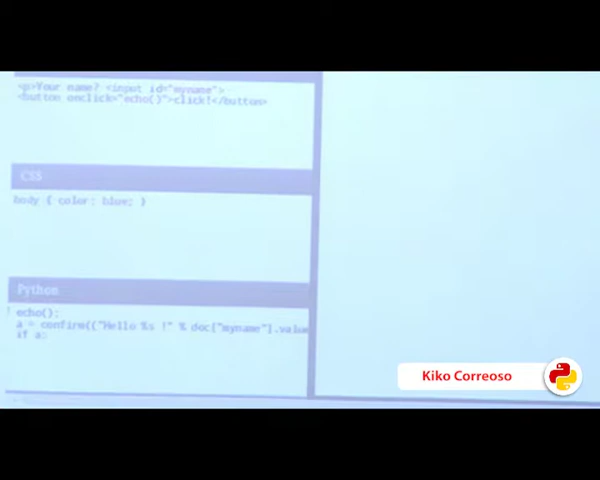 <p>Your name? <input id="myname">
<button onclick="echo()">click!</button>
CSS
body { color: blue; }
Python
echo():
a = confirm(("Hello %s !" % doc["myname"].value
if a:
Kiko Correoso